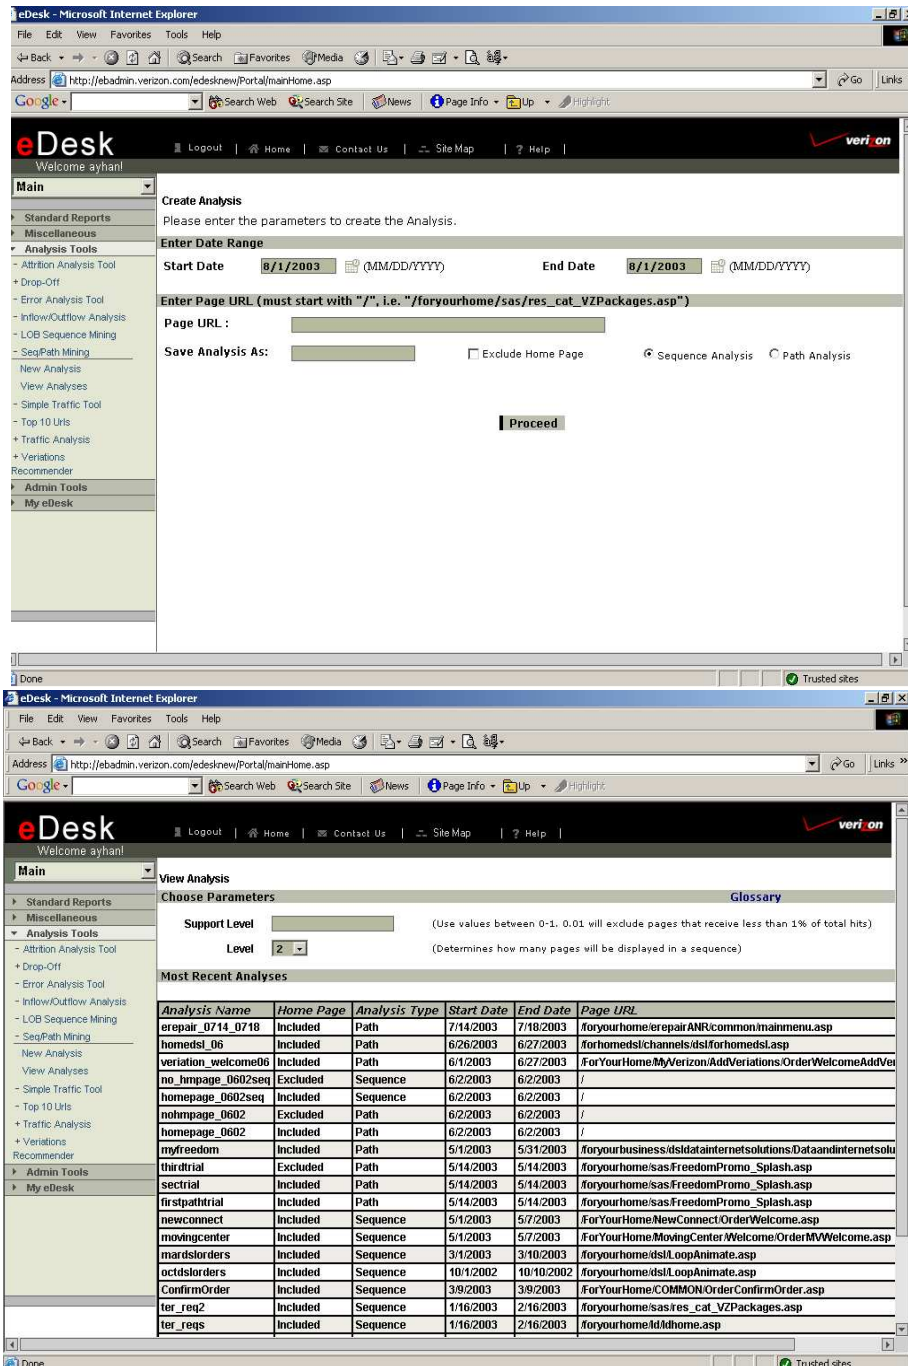 eDesk - Microsoft Internet Explorer
File Edit View Favorites Tools Help
Back Search Favorites Media
Address http://ebadmin.verizon.com/edesknew/Portal/mainHome.asp Go Links
Google Search Web Search Site News Page Info Up Highlight
eDesk Logout | Home | Contact Us | Site Map | ? Help | verizon
Welcome ayhan!
Main
Create Analysis
Please enter the parameters to create the Analysis.
Standard Reports
Miscellaneous
Analysis Tools
- Attrition Analysis Tool
+ Drop-Off
- Error Analysis Tool
- Inflow/Outflow Analysis
- LOB Sequence Mining
- Seq/Path Mining
New Analysis
View Analyses
- Simple Traffic Tool
- Top 10 Urls
+ Traffic Analysis
+ Veriations
Recommender
Admin Tools
My eDesk
Enter Date Range
Start Date 8/1/2003 (MM/DD/YYYY) End Date 8/1/2003 (MM/DD/YYYY)
Enter Page URL (must start with "/", i.e. "/foryourhome/sas/res_cat_VZPackages.asp")
Page URL :
Save Analysis As: Exclude Home Page Sequence Analysis Path Analysis
Proceed
Done Trusted sites
eDesk - Microsoft Internet Explorer
File Edit View Favorites Tools Help
Back Search Favorites Media
Address http://ebadmin.verizon.com/edesknew/Portal/mainHome.asp Go Links »
Google Search Web Search Site News Page Info Up Highlight
eDesk Logout | Home | Contact Us | Site Map | ? Help | verizon
Welcome ayhan!
Main
Standard Reports
Miscellaneous
Analysis Tools
- Attrition Analysis Tool
+ Drop-Off
- Error Analysis Tool
- Inflow/Outflow Analysis
- LOB Sequence Mining
- Seq/Path Mining
New Analysis
View Analyses
- Simple Traffic Tool
- Top 10 Urls
+ Traffic Analysis
+ Veriations
Recommender
Admin Tools
My eDesk
View Analysis
Choose Parameters Glossary
Support Level (Use values between 0-1. 0.01 will exclude pages that receive less than 1% of total hits)
Level 2 (Determines how many pages will be displayed in a sequence)
Most Recent Analyses
Analysis Name Home Page Analysis Type Start Date End Date Page URL
erepair_0714_0718 Included Path 7/14/2003 7/18/2003 /foryourhome/erepairANR/common/mainmenu.asp
homedsl_06 Included Path 6/26/2003 6/27/2003 /forhomedsl/channels/dsl/forhomedsl.asp
veriation_welcome06 Included Path 6/1/2003 6/27/2003 /ForYourHome/MyVerizon/AddVeriations/OrderWelcomeAddVer
no_hmpage_0602seq Excluded Sequence 6/2/2003 6/2/2003 /
homepage_0602seq Included Sequence 6/2/2003 6/2/2003 /
nohmpage_0602 Excluded Path 6/2/2003 6/2/2003 /
homepage_0602 Included Path 6/2/2003 6/2/2003 /
myfreedom Included Path 5/1/2003 5/31/2003 /foryourbusiness/dsldatainternetsolutions/Dataandinternetsolu
thirdtrial Excluded Path 5/14/2003 5/14/2003 /foryourhome/sas/FreedomPromo_Splash.asp
sectrial Included Path 5/14/2003 5/14/2003 /foryourhome/sas/FreedomPromo_Splash.asp
firstpathtrial Included Path 5/14/2003 5/14/2003 /foryourhome/sas/FreedomPromo_Splash.asp
newconnect Included Sequence 5/1/2003 5/7/2003 /ForYourHome/NewConnect/OrderWelcome.asp
movingcenter Included Sequence 5/1/2003 5/7/2003 /ForYourHome/MovingCenter/Welcome/OrderMVWelcome.asp
mardslorders Included Sequence 3/1/2003 3/10/2003 /foryourhome/dsl/LoopAnimate.asp
octdslorders Included Sequence 10/1/2002 10/10/2002 /foryourhome/dsl/LoopAnimate.asp
ConfirmOrder Included Sequence 3/9/2003 3/9/2003 /ForYourHome/COMMON/OrderConfirmOrder.asp
ter_req2 Included Sequence 1/16/2003 2/16/2003 /foryourhome/sas/res_cat_VZPackages.asp
ter_reqs Included Sequence 1/16/2003 2/16/2003 /foryourhome/ld/ldhome.asp
Done Trusted sites